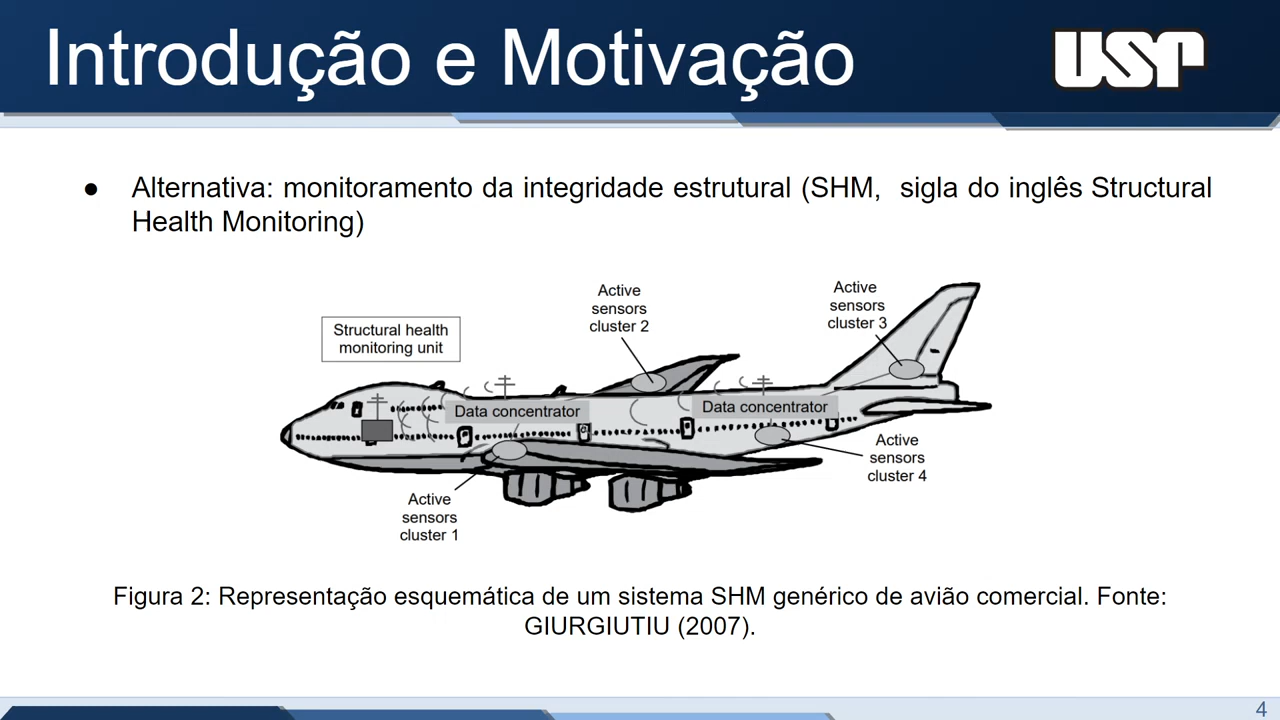 Introdução e Motivação
USP
● Alternativa: monitoramento da integridade estrutural (SHM, sigla do inglês Structural
Health Monitoring)
Active
sensors
cluster 2
Active
sensors
cluster 3
Structural health
monitoring unit
Data concentrator
Data concentrator
Active
sensors
cluster 4
Active
sensors
cluster 1
Figura 2: Representação esquemática de um sistema SHM genérico de avião comercial. Fonte:
GIURGIUTIU (2007).
4